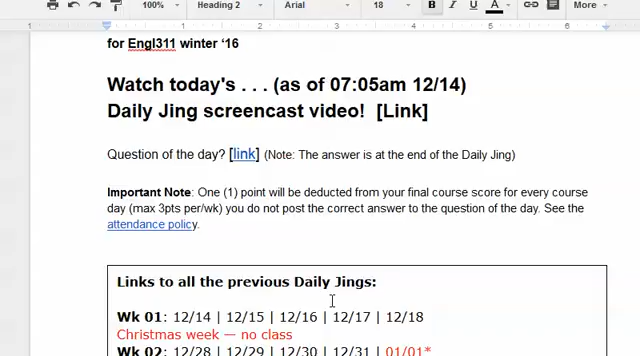 100%
Heading 2
Arial
18
B I U A
More
for Engl311 winter ‘16
Watch today's . . . (as of 07:05am 12/14)
Daily Jing screencast video! [Link]
Question of the day? [link] (Note: The answer is at the end of the Daily Jing)
Important Note: One (1) point will be deducted from your final course score for every course
day (max 3pts per/wk) you do not post the correct answer to the question of the day. See the
attendance policy.
Links to all the previous Daily Jings:
Wk 01: 12/14 | 12/15 | 12/16 | 12/17 | 12/18
Christmas week — no class
Wk 02: 12/28 | 12/29 | 12/30 | 12/31 | 01/01*